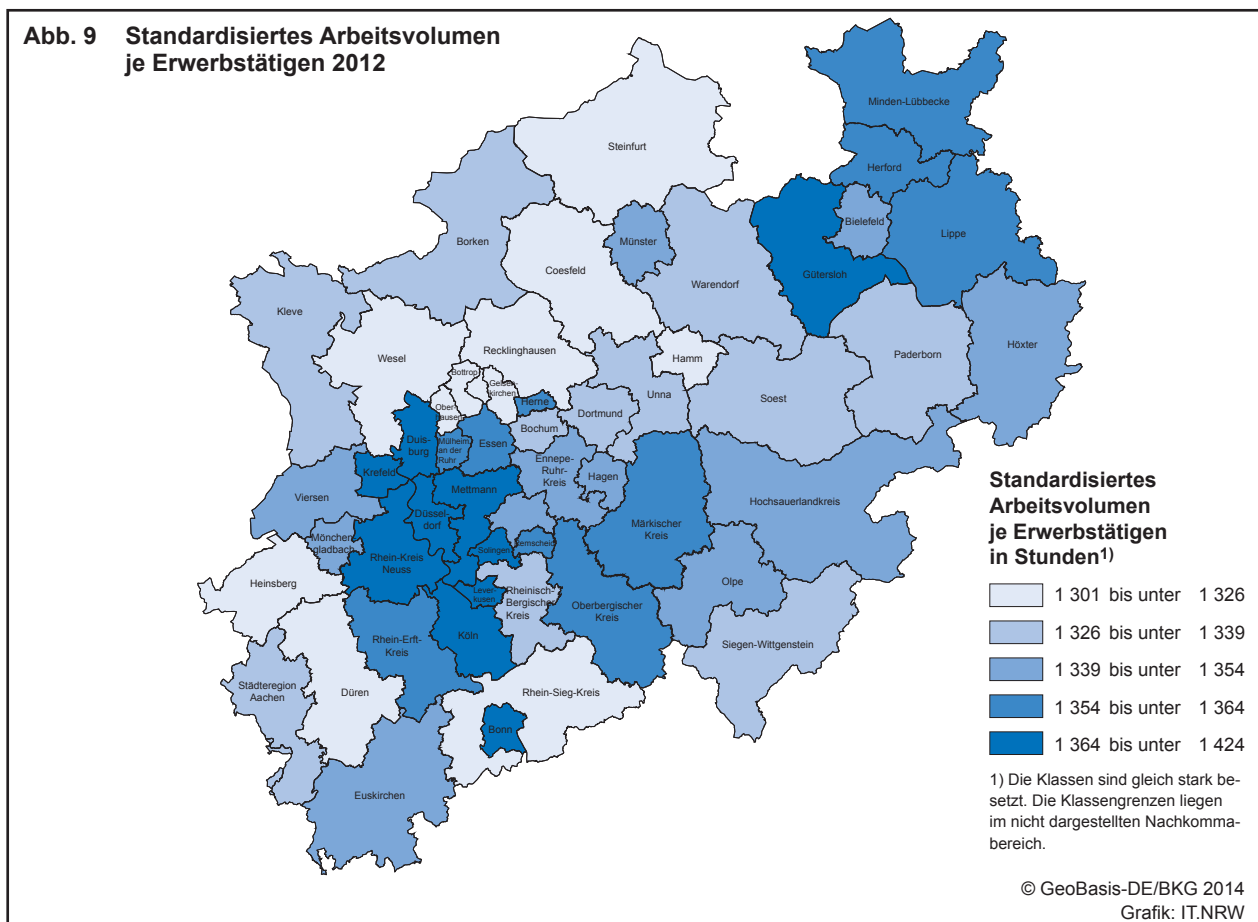 Abb. 9 Standardisiertes Arbeitsvolumen
je Erwerbstätigen 2012
Minden-Lübbecke
Steinfurt
Herford
Bielefeld
Lippe
Borken
Münster
Coesfeld
Gütersloh
Warendorf
Kleve
Höxter
Paderborn
Wesel
Recklinghausen
Hamm
Bottrop
Gelsen-
kirchen
Unna
Soest
Ober-
hausen
Herne
Dortmund
Bochum
Duis-
burg
Mülheim
an der
Ruhr
Essen
Ennepe-
Ruhr-
Kreis
Hagen
Krefeld
Mettmann
Viersen
Hochsauerlandkreis
Düssel-
dorf
Märkischer
Kreis
Mönchen-
gladbach
Solingen
Remscheid
Rhein-Kreis
Neuss
Heinsberg
Olpe
Lever-
kusen
Rheinisch-
Bergischer
Kreis
Oberbergischer
Kreis
Köln
Rhein-Erft-
Kreis
Siegen-Wittgenstein
Städteregion
Aachen
Düren
Rhein-Sieg-Kreis
Bonn
Euskirchen
Standardisiertes
Arbeitsvolumen
je Erwerbstätigen
in Stunden1)
1 301 bis unter 1 326
1 326 bis unter 1 339
1 339 bis unter 1 354
1 354 bis unter 1 364
1 364 bis unter 1 424
1) Die Klassen sind gleich stark be-
setzt. Die Klassengrenzen liegen
im nicht dargestellten Nachkomma-
bereich.
© GeoBasis-DE/BKG 2014
Grafik: IT.NRW